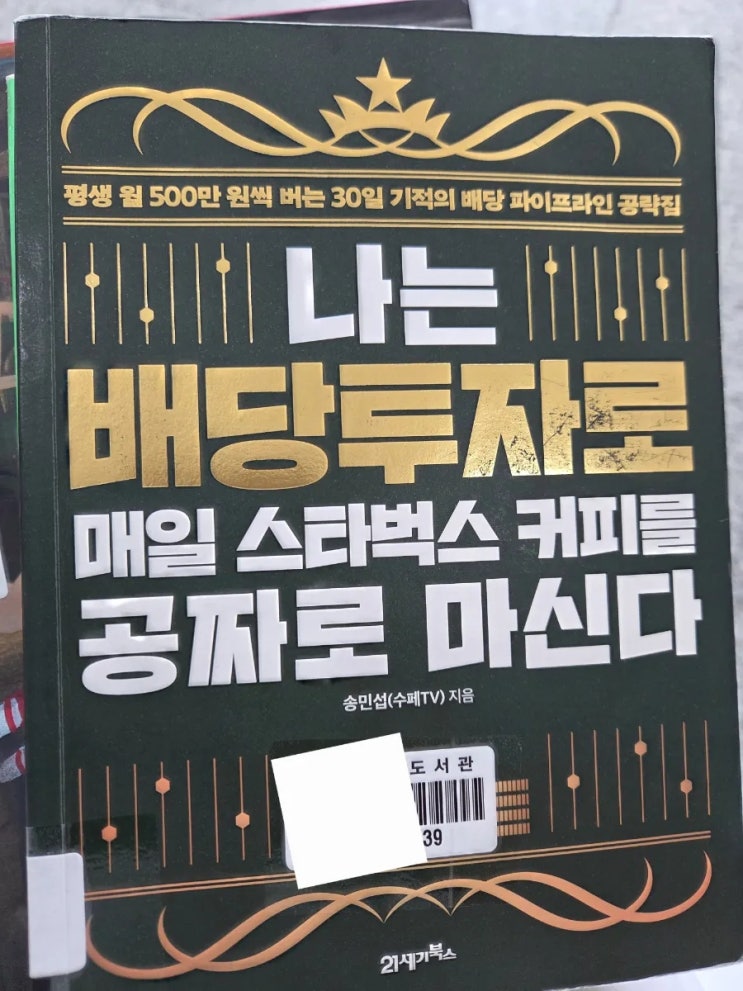 평생 월 500만 원씩 버는 30일 기적의 배당 파이프라인 공략집
나는
배당투자로
매일 스타벅스 커피를
공짜로 마신다
송민섭(수페TV) 지음
도서관
39
21세기북스